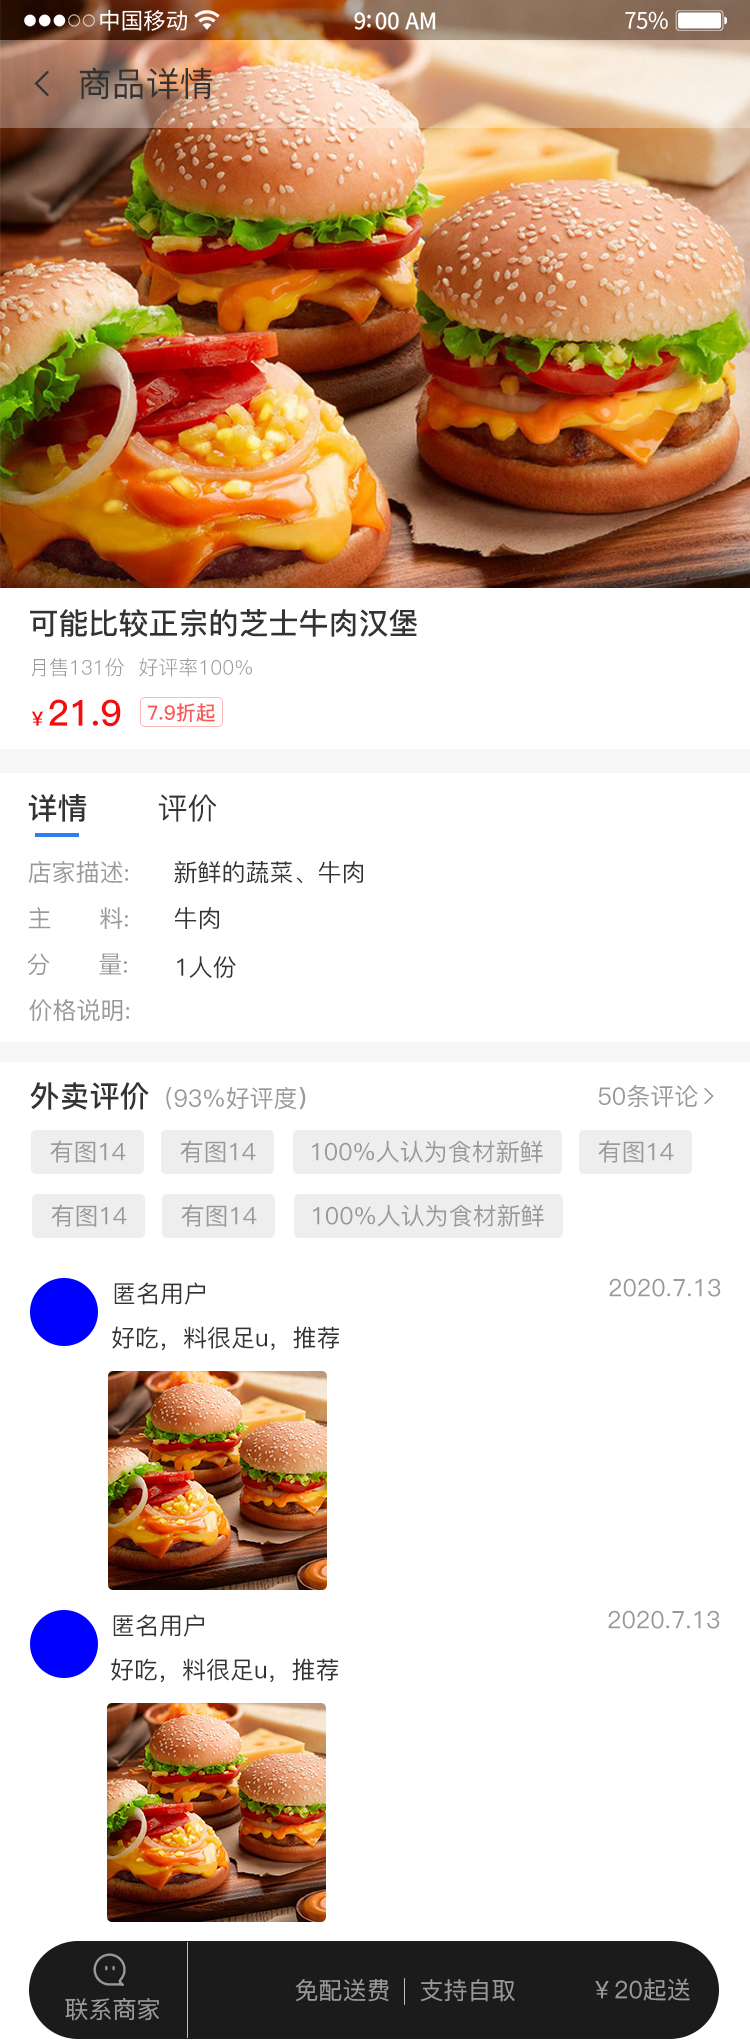 中国移动 9:00 AM 75%
商品详情
可能比较正宗的芝士牛肉汉堡
月售131份 好评率100%
¥21.9 7.9折起
详情 评价
店家描述: 新鲜的蔬菜、牛肉
主 料: 牛肉
分 量: 1人份
价格说明:
外卖评价 (93%好评度) 50条评论
有图14 有图14 100%人认为食材新鲜 有图14
有图14 有图14 100%人认为食材新鲜
匿名用户 2020.7.13
好吃，料很足u，推荐
匿名用户 2020.7.13
好吃，料很足u，推荐
联系商家 免配送费 支持自取 ¥20起送